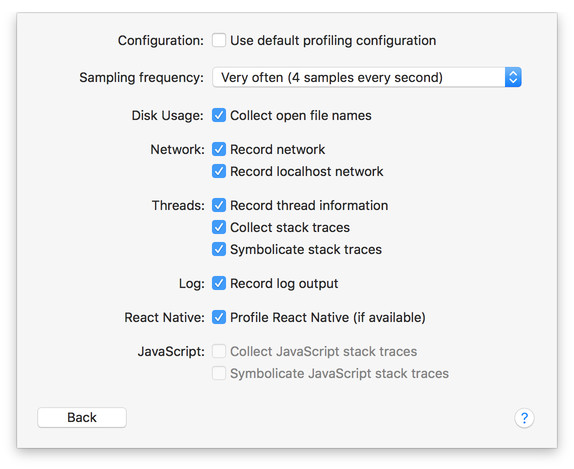 Configuration: Use default profiling configuration
Sampling frequency: Very often (4 samples every second)
Disk Usage: Collect open file names
Network: Record network
Record localhost network
Threads: Record thread information
Collect stack traces
Symbolicate stack traces
Log: Record log output
React Native: Profile React Native (if available)
JavaScript: Collect JavaScript stack traces
Symbolicate JavaScript stack traces
Back ?